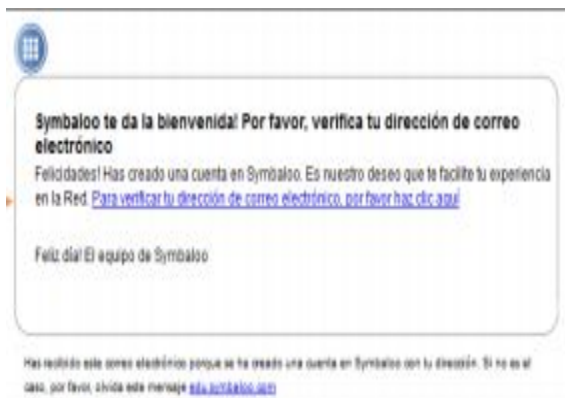 Symbaloo te da la bienvenida! Por favor, verifica tu dirección de correo
electrónico
Felicidades! Has creado una cuenta en Symbaloo. Es nuestro deseo que te facilite tu experiencia
en la Red. Para verificar tu dirección de correo electrónico, por favor haz clic aquí
Feliz día! El equipo de Symbaloo
Has recibido este correo electrónico porque se ha creado una cuenta en Symbaloo con tu dirección. Si no es el
caso, por favor, olvida este mensaje edu.symbaloo.com